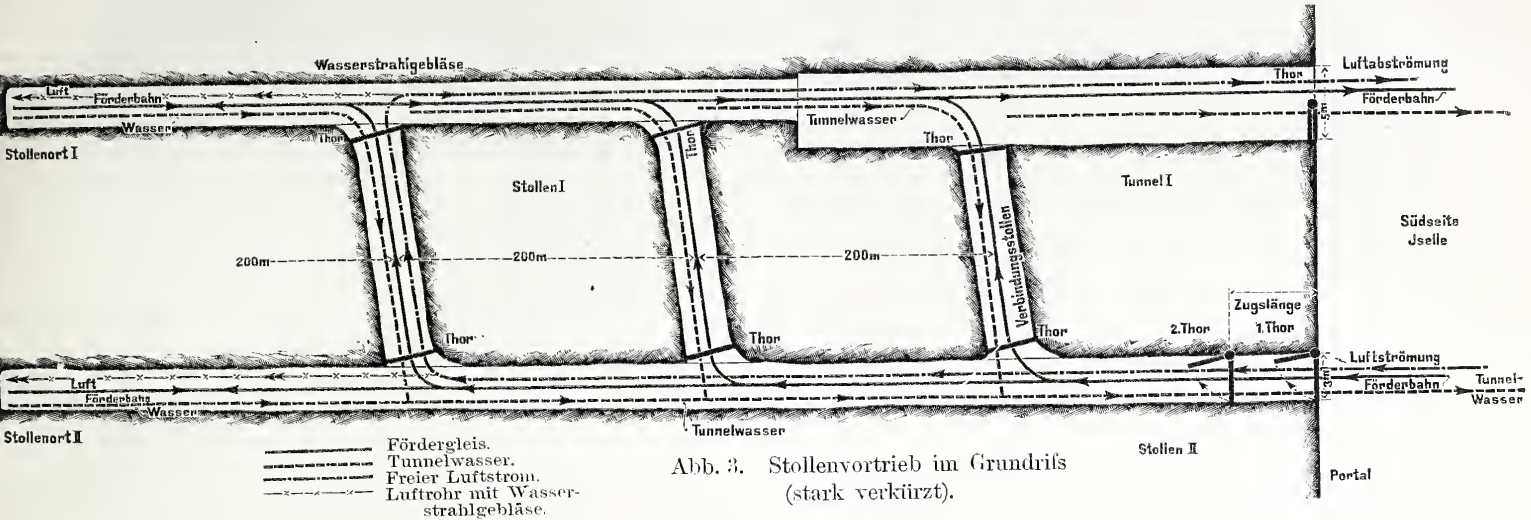 Wasserstrahlgebläse
Luft
Förderbahn
Wasser
Stollenort I
Thor
Stollen I
Thor
Tunnelwasser
Thor
Tunnel I
Thor
Luftabströmung
Förderbahn
5m
Südseite
Jselle
200m
200m
200m
Verbindungsstollen
Thor
Thor
Thor
Zugslänge
2.Thor
1.Thor
Luftströmung
Förderbahn
Tunnel-
Wasser
3m
Luft
Förderbahn
Wasser
Stollenort II
Tunnelwasser
Stollen II
Portal
Fördergleis.
Tunnelwasser.
Freier Luftstrom.
Luftrohr mit Wasser-
strahlgebläse.
Abb. 3. Stollenvortrieb im Grundriſs
(stark verkürzt).